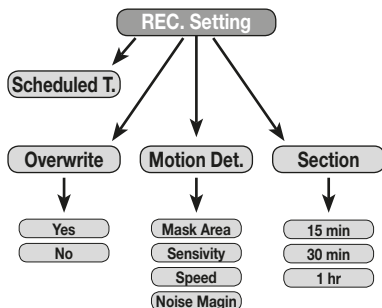 REC. Setting
Scheduled T.
Overwrite
Motion Det.
Section
Yes
No
Mask Area
Sensivity
Speed
Noise Magin
15 min
30 min
1 hr